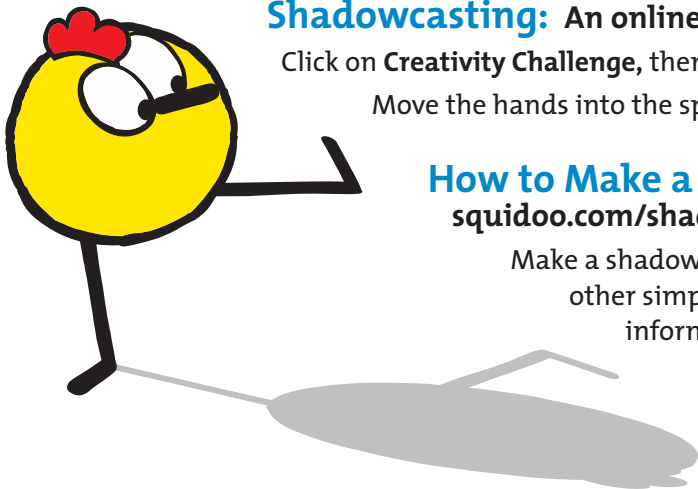 Shadowcasting: An online
Click on Creativity Challenge, then
Move the hands into the sp
How to Make a
squidoo.com/shad
Make a shadow
other simp
inform